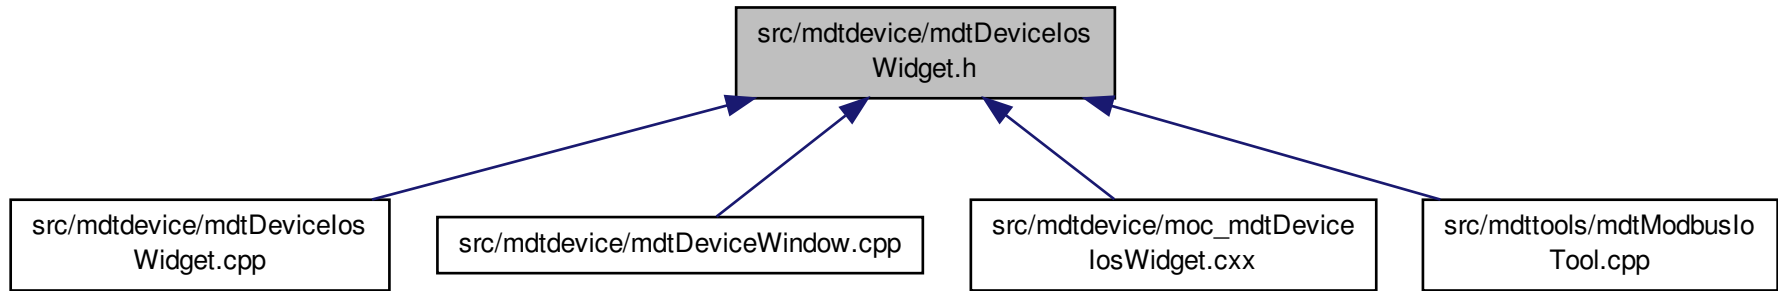 src/mdtdevice/mdtDeviceIos
Widget.h
src/mdtdevice/mdtDeviceIos
Widget.cpp
src/mdtdevice/mdtDeviceWindow.cpp
src/mdtdevice/moc_mdtDevice
IosWidget.cxx
src/mdttools/mdtModbusIo
Tool.cpp